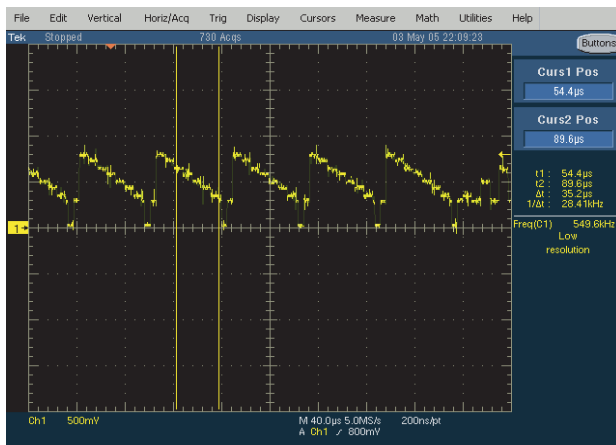 File Edit Vertical Horiz/Acq Trig Display Cursors Measure Math Utilities Help
Tek Stopped 730 Acqs 03 May 05 22:09:23
Buttons
Curs1 Pos
54.4µs
Curs2 Pos
89.6µs
t1 : 54.4µs
t2 : 89.6µs
Δt : 35.2µs
1/Δt : 28.41kHz
Freq(C1) 549.6kHz
Low
resolution
1
Ch1 500mV M 40.0µs 5.0MS/s 200ns/pt
A Ch1 / 800mV